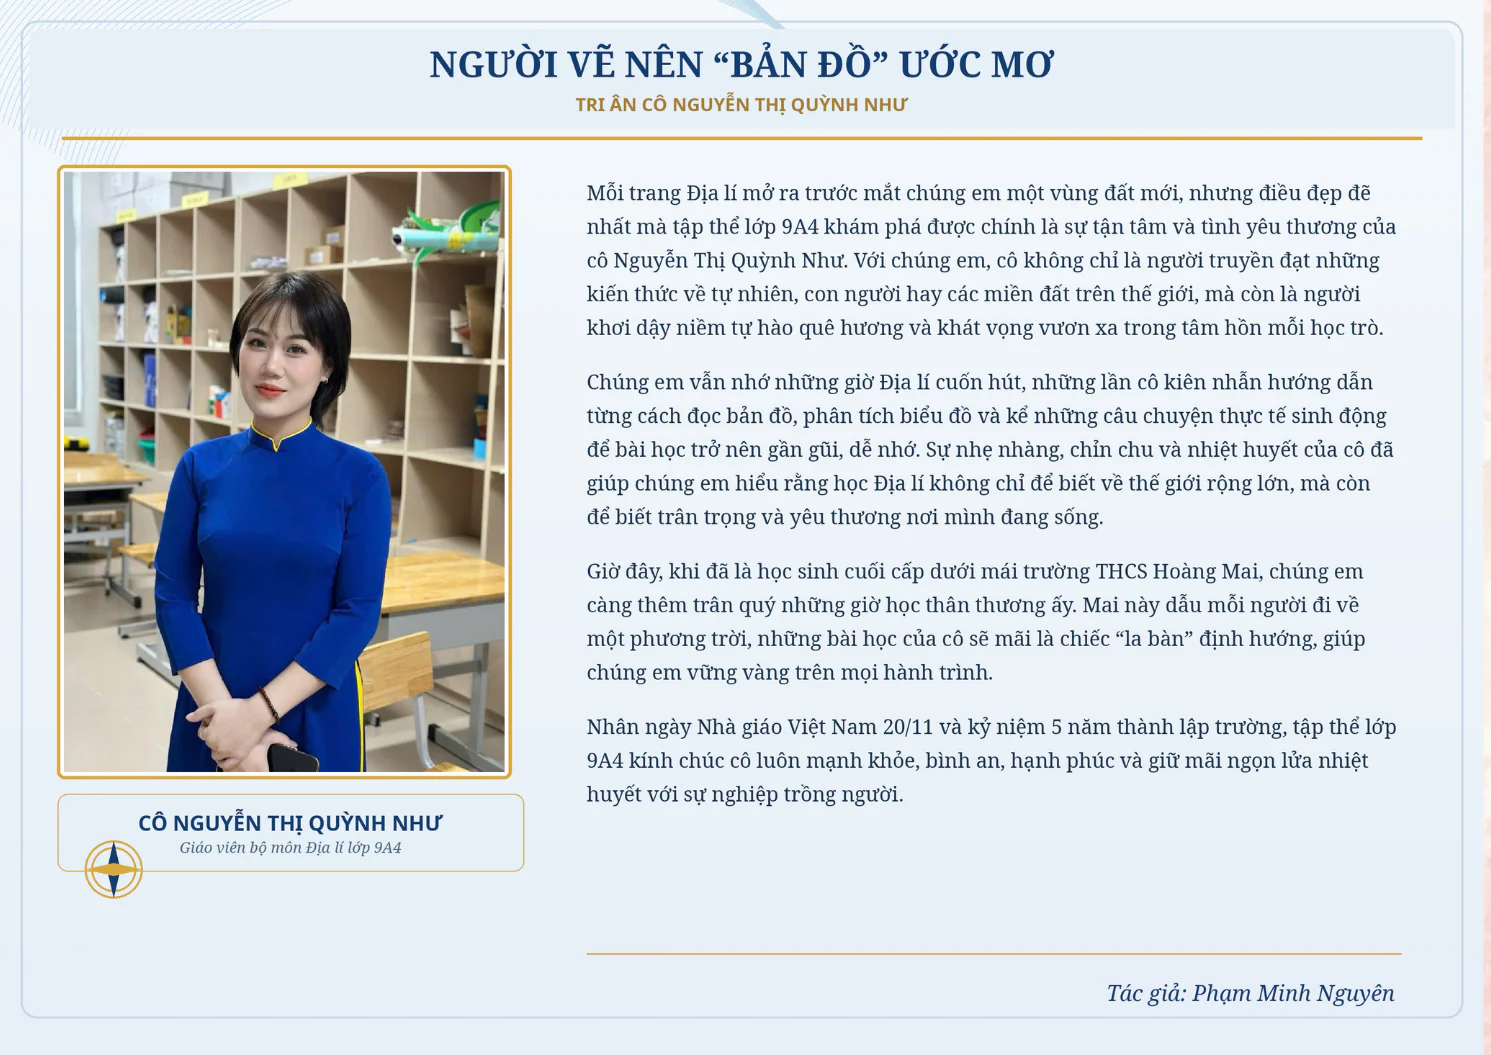 NGƯỜI VẼ NÊN “BẢN ĐỒ” ƯỚC MƠ
TRI ÂN CÔ NGUYỄN THỊ QUỲNH NHƯ
Mỗi trang Địa lí mở ra trước mắt chúng em một vùng đất mới, nhưng điều đẹp đẽ
nhất mà tập thể lớp 9A4 khám phá được chính là sự tận tâm và tình yêu thương của
cô Nguyễn Thị Quỳnh Như. Với chúng em, cô không chỉ là người truyền đạt những
kiến thức về tự nhiên, con người hay các miền đất trên thế giới, mà còn là người
khơi dậy niềm tự hào quê hương và khát vọng vươn xa trong tâm hồn mỗi học trò.
Chúng em vẫn nhớ những giờ Địa lí cuốn hút, những lần cô kiên nhẫn hướng dẫn
từng cách đọc bản đồ, phân tích biểu đồ và kể những câu chuyện thực tế sinh động
để bài học trở nên gần gũi, dễ nhớ. Sự nhẹ nhàng, chỉn chu và nhiệt huyết của cô đã
giúp chúng em hiểu rằng học Địa lí không chỉ để biết về thế giới rộng lớn, mà còn
để biết trân trọng và yêu thương nơi mình đang sống.
Giờ đây, khi đã là học sinh cuối cấp dưới mái trường THCS Hoàng Mai, chúng em
càng thêm trân quý những giờ học thân thương ấy. Mai này dẫu mỗi người đi về
một phương trời, những bài học của cô sẽ mãi là chiếc “la bàn” định hướng, giúp
chúng em vững vàng trên mọi hành trình.
Nhân ngày Nhà giáo Việt Nam 20/11 và kỷ niệm 5 năm thành lập trường, tập thể lớp
9A4 kính chúc cô luôn mạnh khỏe, bình an, hạnh phúc và giữ mãi ngọn lửa nhiệt
huyết với sự nghiệp trồng người.
CÔ NGUYỄN THỊ QUỲNH NHƯ
Giáo viên bộ môn Địa lí lớp 9A4
Tác giả: Phạm Minh Nguyên